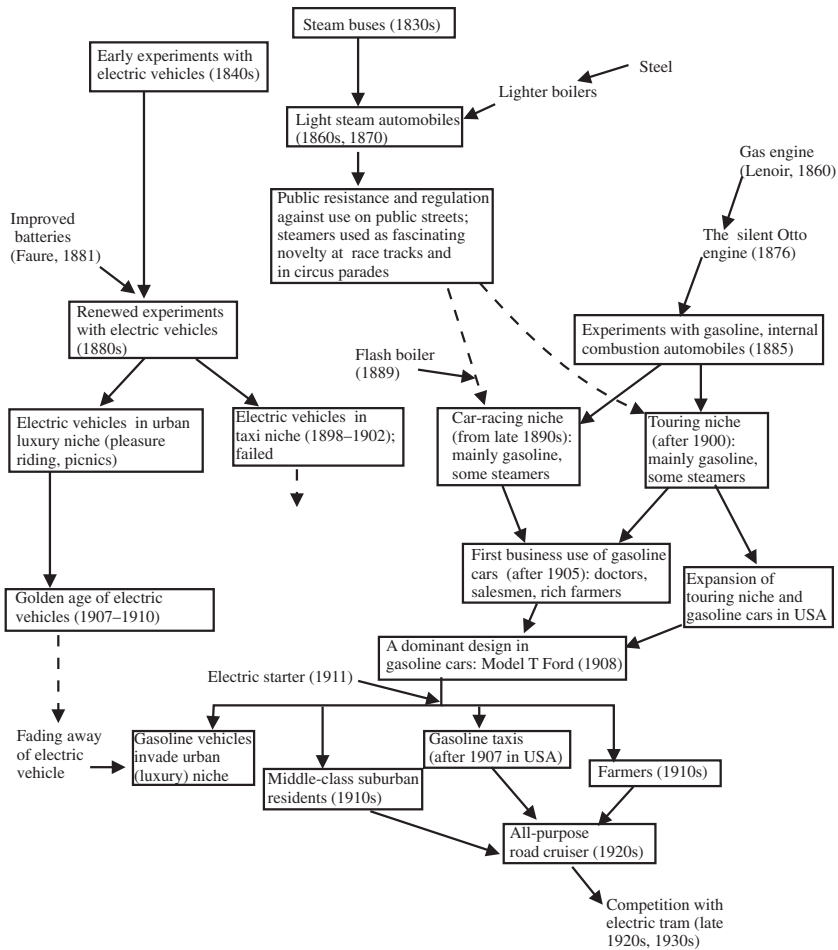 Steam buses (1830s)
Early experiments with
electric vehicles (1840s)
Steel
Lighter boilers
Light steam automobiles
(1860s, 1870)
Gas engine
(Lenoir, 1860)
Public resistance and regulation
against use on public streets;
steamers used as fascinating
novelty at race tracks and
in circus parades
Improved
batteries
(Faure, 1881)
The silent Otto
engine (1876)
Renewed experiments
with electric vehicles
(1880s)
Experiments with gasoline, internal
combustion automobiles (1885)
Flash boiler
(1889)
Electric vehicles in urban
luxury niche (pleasure
riding, picnics)
Electric vehicles in
taxi niche (1898–1902);
failed
Car-racing niche
(from late 1890s):
mainly gasoline,
some steamers
Touring niche
(after 1900):
mainly gasoline,
some steamers
First business use of gasoline
cars (after 1905): doctors,
salesmen, rich farmers
Expansion of
touring niche and
gasoline cars in USA
Golden age of electric
vehicles (1907–1910)
A dominant design in
gasoline cars: Model T Ford (1908)
Electric starter (1911)
Fading away
of electric
vehicle
Gasoline vehicles
invade urban
(luxury) niche
Middle-class suburban
residents (1910s)
Gasoline taxis
(after 1907 in USA)
Farmers (1910s)
All-purpose
road cruiser (1920s)
Competition with
electric tram (late
1920s, 1930s)